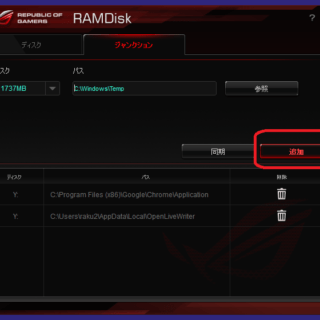 REPUBLIC OF
GAMERS
RAMDisk
?
ディスク
ジャンクション
スク
パス
1737MB
C:\Windows\Temp
参照
同期
追加
ディスク
パス
削除
Y:
C:\Program Files (x86)\Google\Chrome\Application
Y:
C:\Users\raku2\AppData\Local\OpenLiveWriter